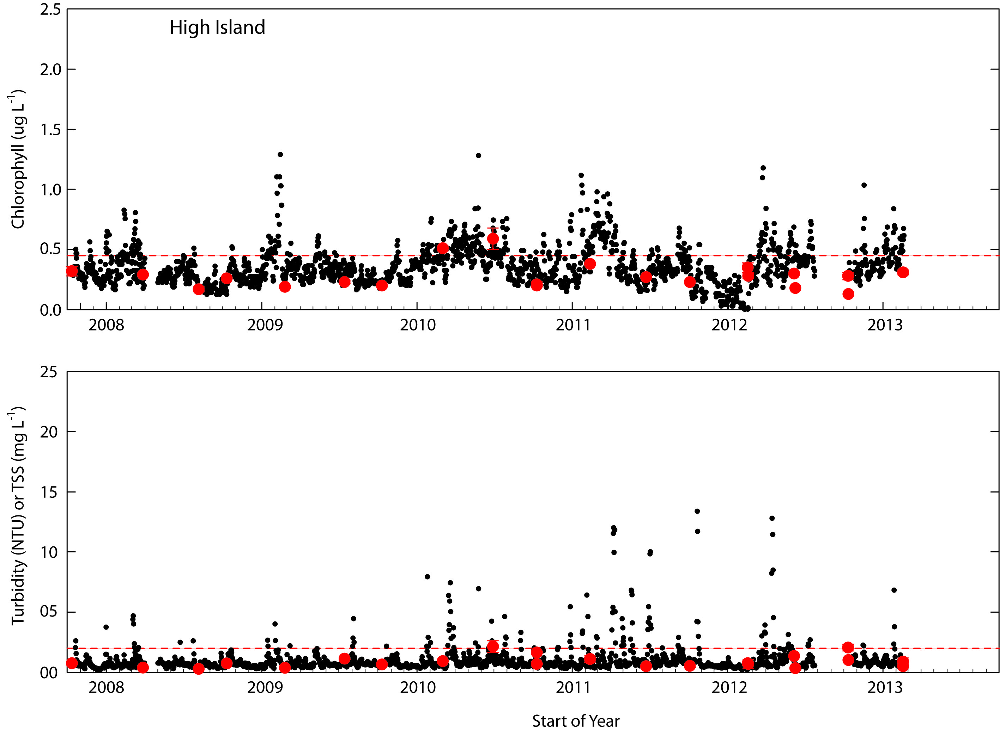 High Island
Chlorophyll (ug L-1)
2.5
2.0
1.5
1.0
0.5
0.0
2008 2009 2010 2011 2012 2013
Turbidity (NTU) or TSS (mg L-1)
25
20
15
10
05
00
2008 2009 2010 2011 2012 2013
Start of Year